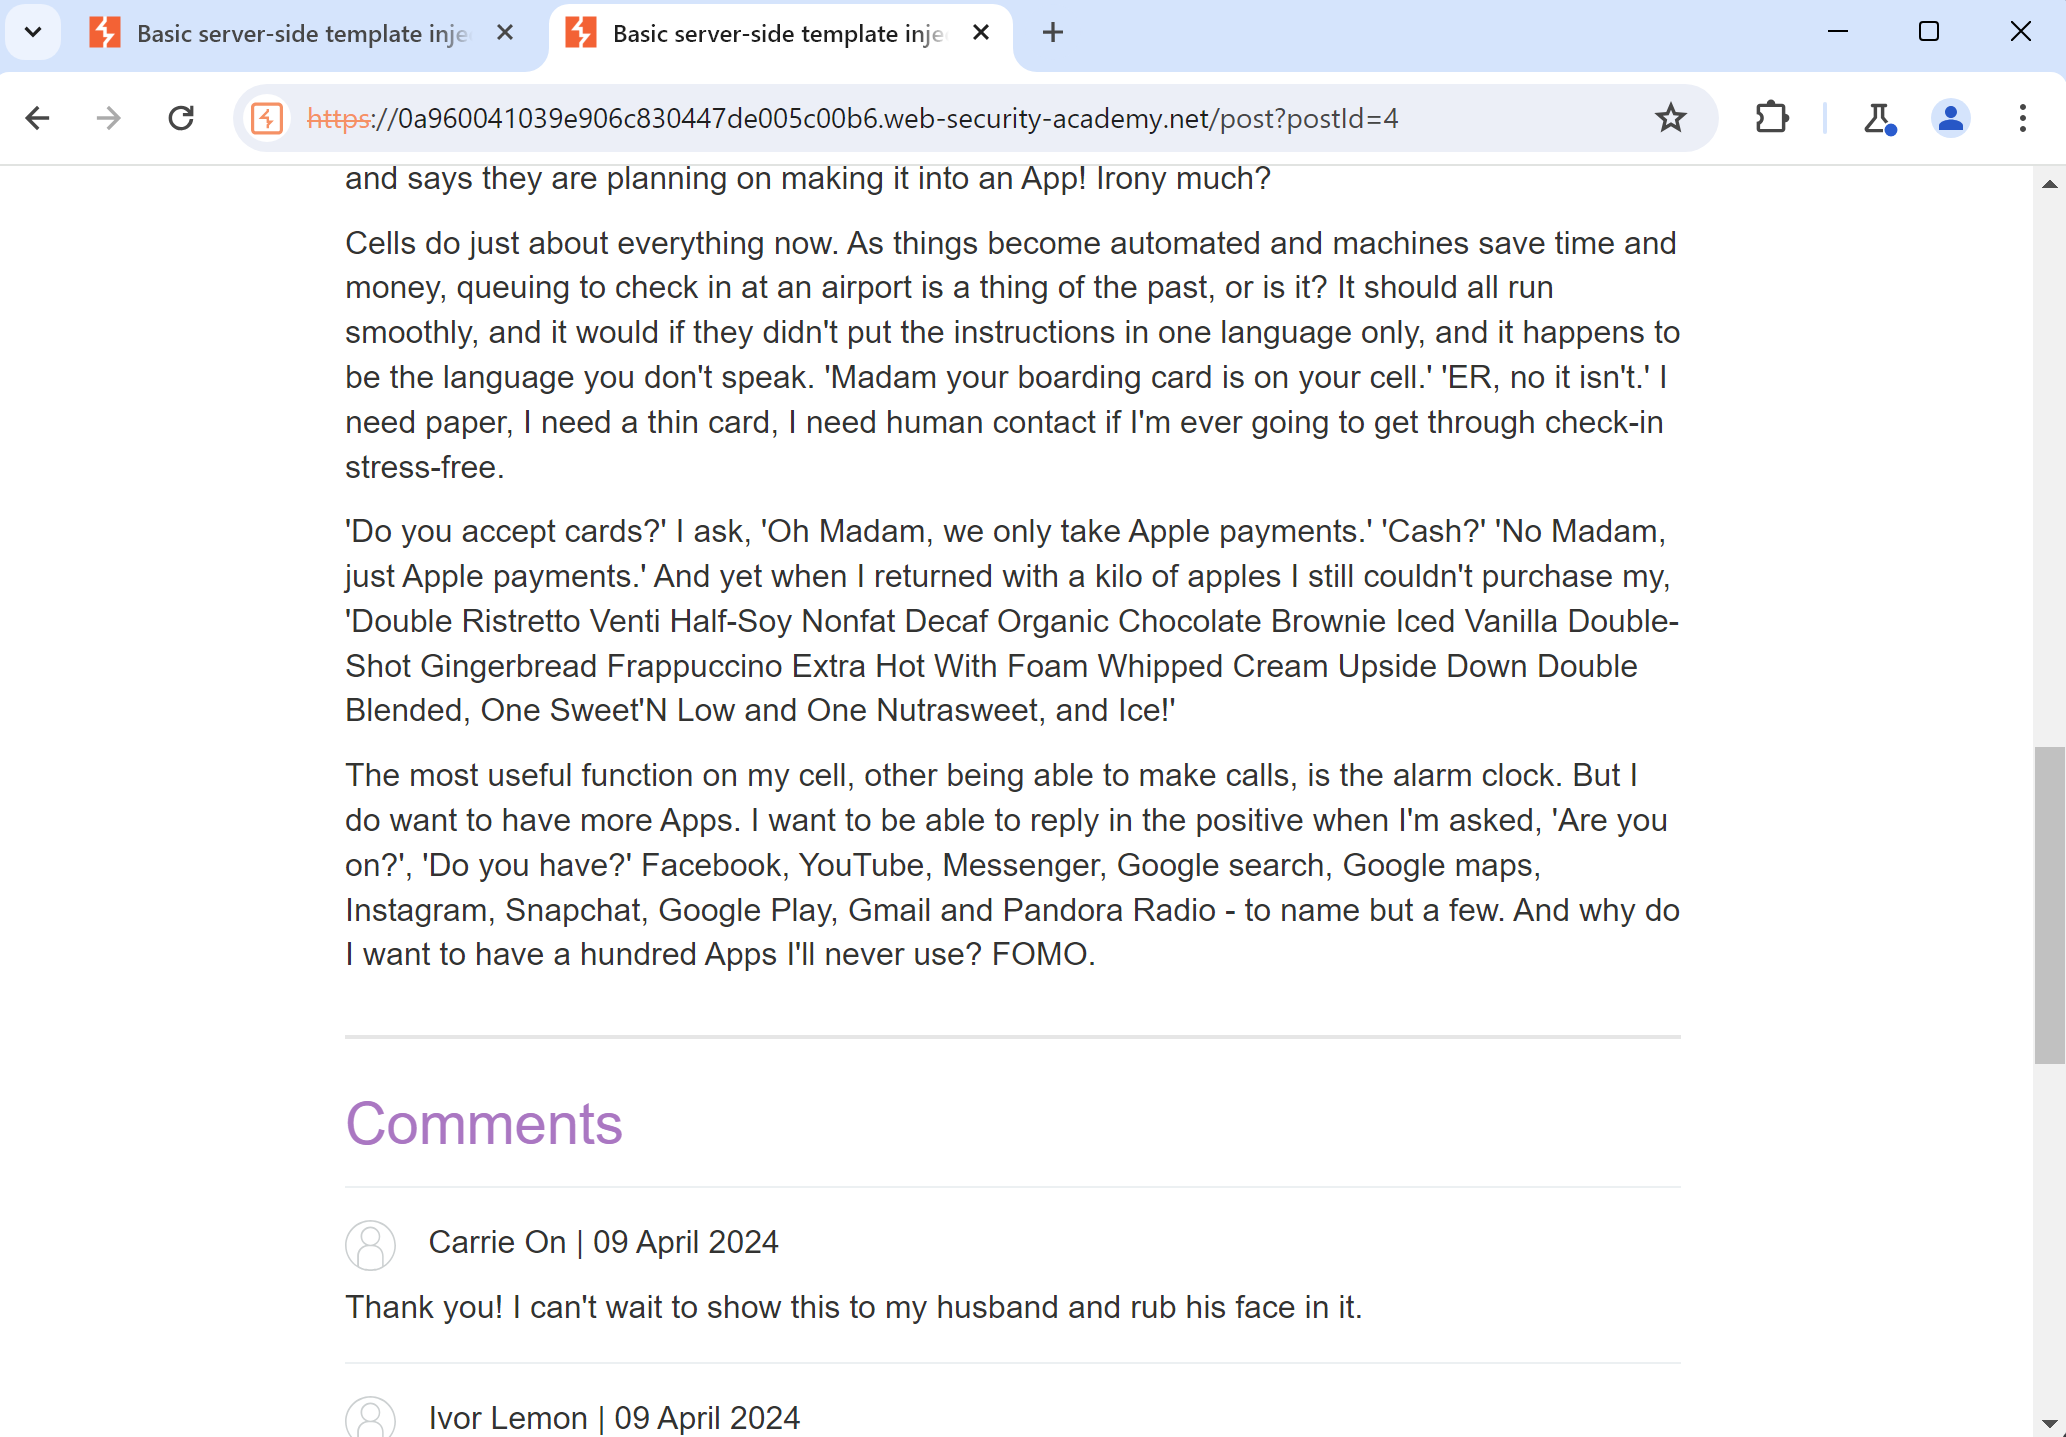 Basic server-side template inje
Basic server-side template inje
https://0a960041039e906c830447de005c00b6.web-security-academy.net/post?postId=4
and says they are planning on making it into an App! Irony much?
Cells do just about everything now. As things become automated and machines save time and
money, queuing to check in at an airport is a thing of the past, or is it? It should all run
smoothly, and it would if they didn't put the instructions in one language only, and it happens to
be the language you don't speak. 'Madam your boarding card is on your cell.' 'ER, no it isn't.' I
need paper, I need a thin card, I need human contact if I'm ever going to get through check-in
stress-free.
'Do you accept cards?' I ask, 'Oh Madam, we only take Apple payments.' 'Cash?' 'No Madam,
just Apple payments.' And yet when I returned with a kilo of apples I still couldn't purchase my,
'Double Ristretto Venti Half-Soy Nonfat Decaf Organic Chocolate Brownie Iced Vanilla Double-
Shot Gingerbread Frappuccino Extra Hot With Foam Whipped Cream Upside Down Double
Blended, One Sweet'N Low and One Nutrasweet, and Ice!'
The most useful function on my cell, other being able to make calls, is the alarm clock. But I
do want to have more Apps. I want to be able to reply in the positive when I'm asked, 'Are you
on?', 'Do you have?' Facebook, YouTube, Messenger, Google search, Google maps,
Instagram, Snapchat, Google Play, Gmail and Pandora Radio - to name but a few. And why do
I want to have a hundred Apps I'll never use? FOMO.
Comments
Carrie On | 09 April 2024
Thank you! I can't wait to show this to my husband and rub his face in it.
Ivor Lemon | 09 April 2024